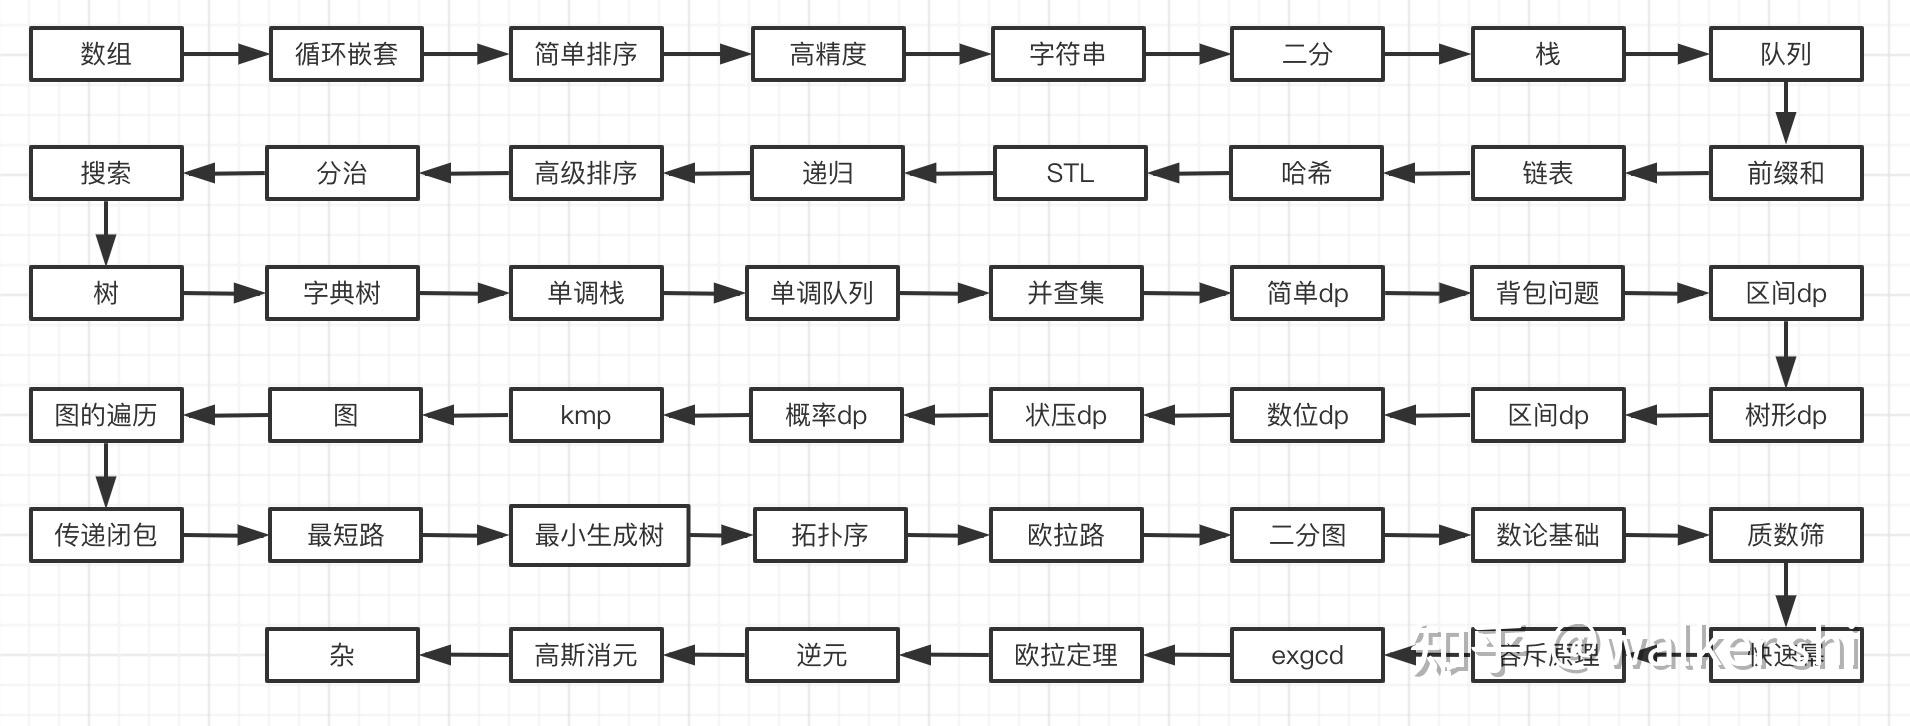 数组 循环嵌套 简单排序 高精度 字符串 二分 栈 队列
搜索 分治 高级排序 递归 STL 哈希 链表 前缀和
树 字典树 单调栈 单调队列 并查集 简单dp 背包问题 区间dp
图的遍历 图 kmp 概率dp 状压dp 数位dp 区间dp 树形dp
传递闭包 最短路 最小生成树 拓扑序 欧拉路 二分图 数论基础 质数筛
杂 高斯消元 逆元 欧拉定理 exgcd 容斥原理 快速幂
知乎 @walker shi